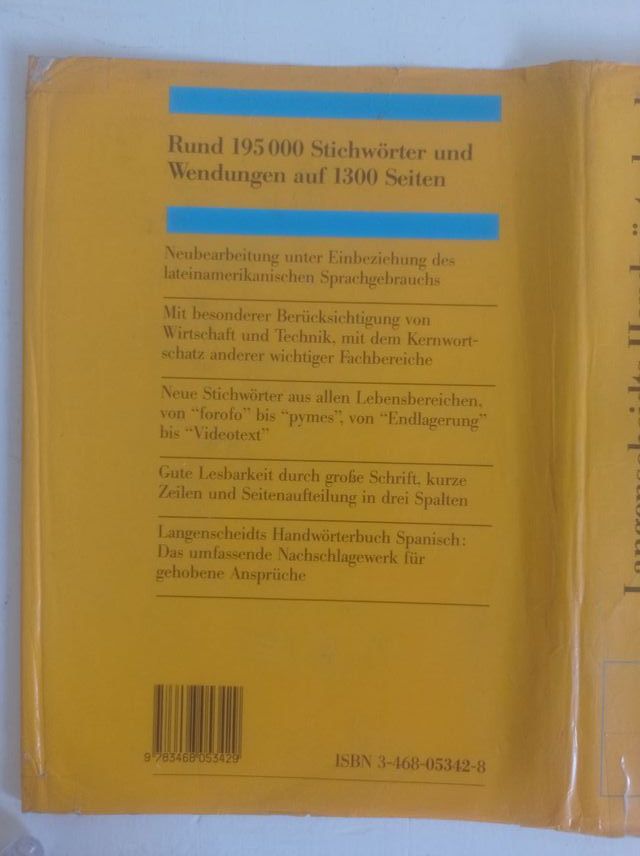 Rund 195 000 Stichwörter und
Wendungen auf 1300 Seiten
Neubearbeitung unter Einbeziehung des
lateinamerikanischen Sprachgebrauchs
Mit besonderer Berücksichtigung von
Wirtschaft und Technik, mit dem Kernwort-
schatz anderer wichtiger Fachbereiche
Neue Stichwörter aus allen Lebensbereichen,
von “forofo” bis “pymes”, von “Endlagerung”
bis “Videotext”
Gute Lesbarkeit durch große Schrift, kurze
Zeilen und Seitenaufteilung in drei Spalten
Langenscheidts Handwörterbuch Spanisch:
Das umfassende Nachschlagewerk für
gehobene Ansprüche
9 783468 053429
ISBN 3-468-05342-8